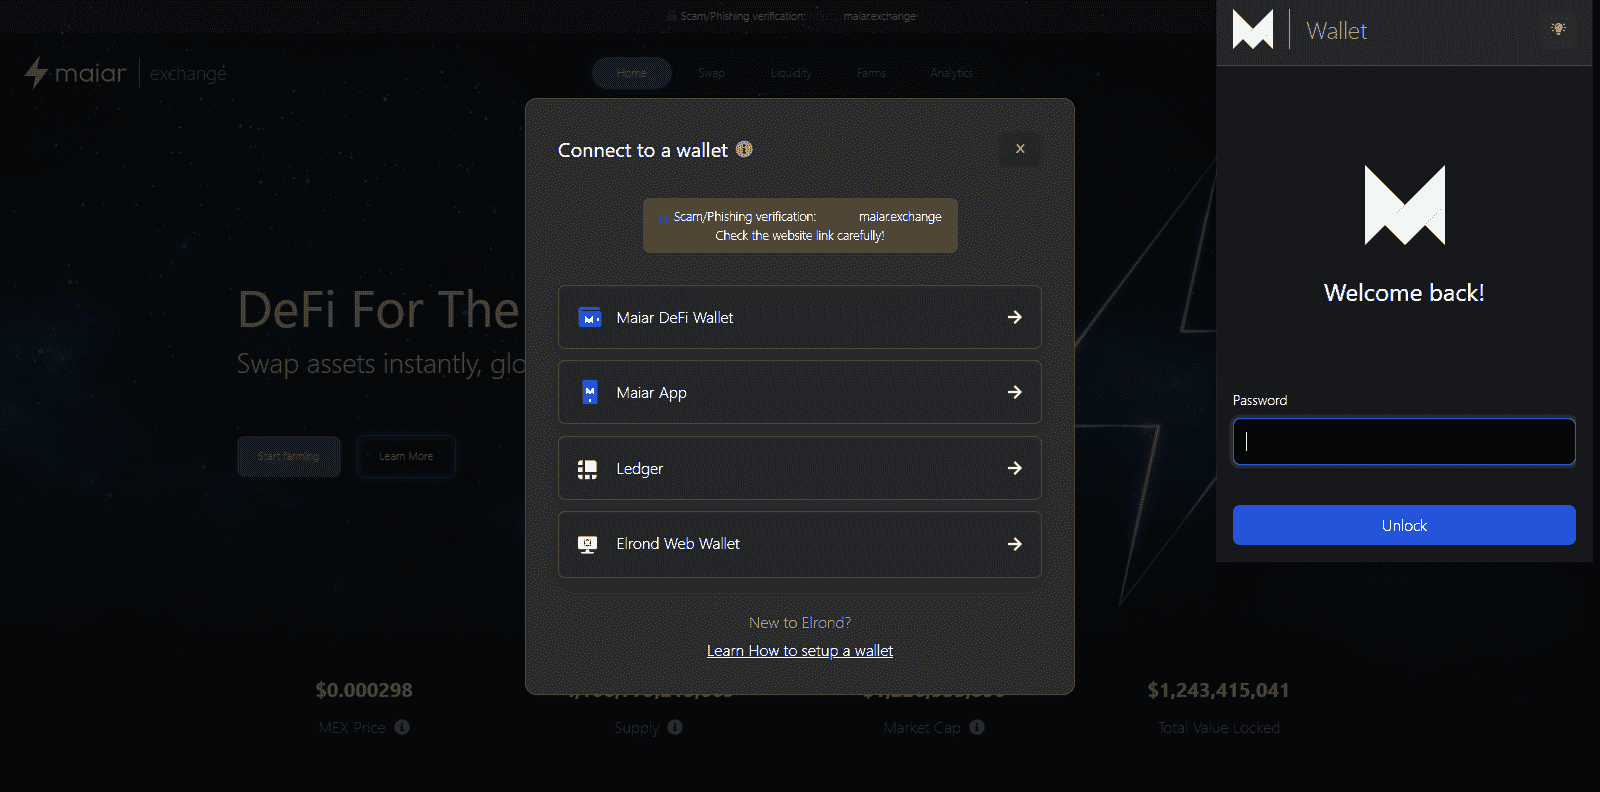 Scam/Phishing verification: https:// maiar.exchange
maiar exchange
Home
Swap
Liquidity
Farms
Analytics
DeFi For The
Swap assets instantly, glo
Start farming
Learn More
Connect to a wallet
×
Scam/Phishing verification: maiar.exchange
Check the website link carefully!
Maiar DeFi Wallet
Maiar App
Ledger
Elrond Web Wallet
New to Elrond?
Learn How to setup a wallet
Wallet
Welcome back!
Password
Unlock
$0.000298
MEX Price
Supply
Market Cap
$1,243,415,041
Total Value Locked